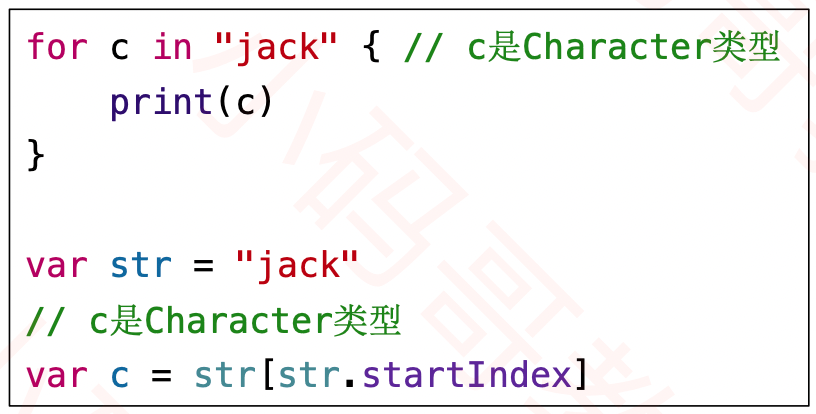 for c in "jack" { // c是Character类型
    print(c)
}
var str = "jack"
// c是Character类型
var c = str[str.startIndex]